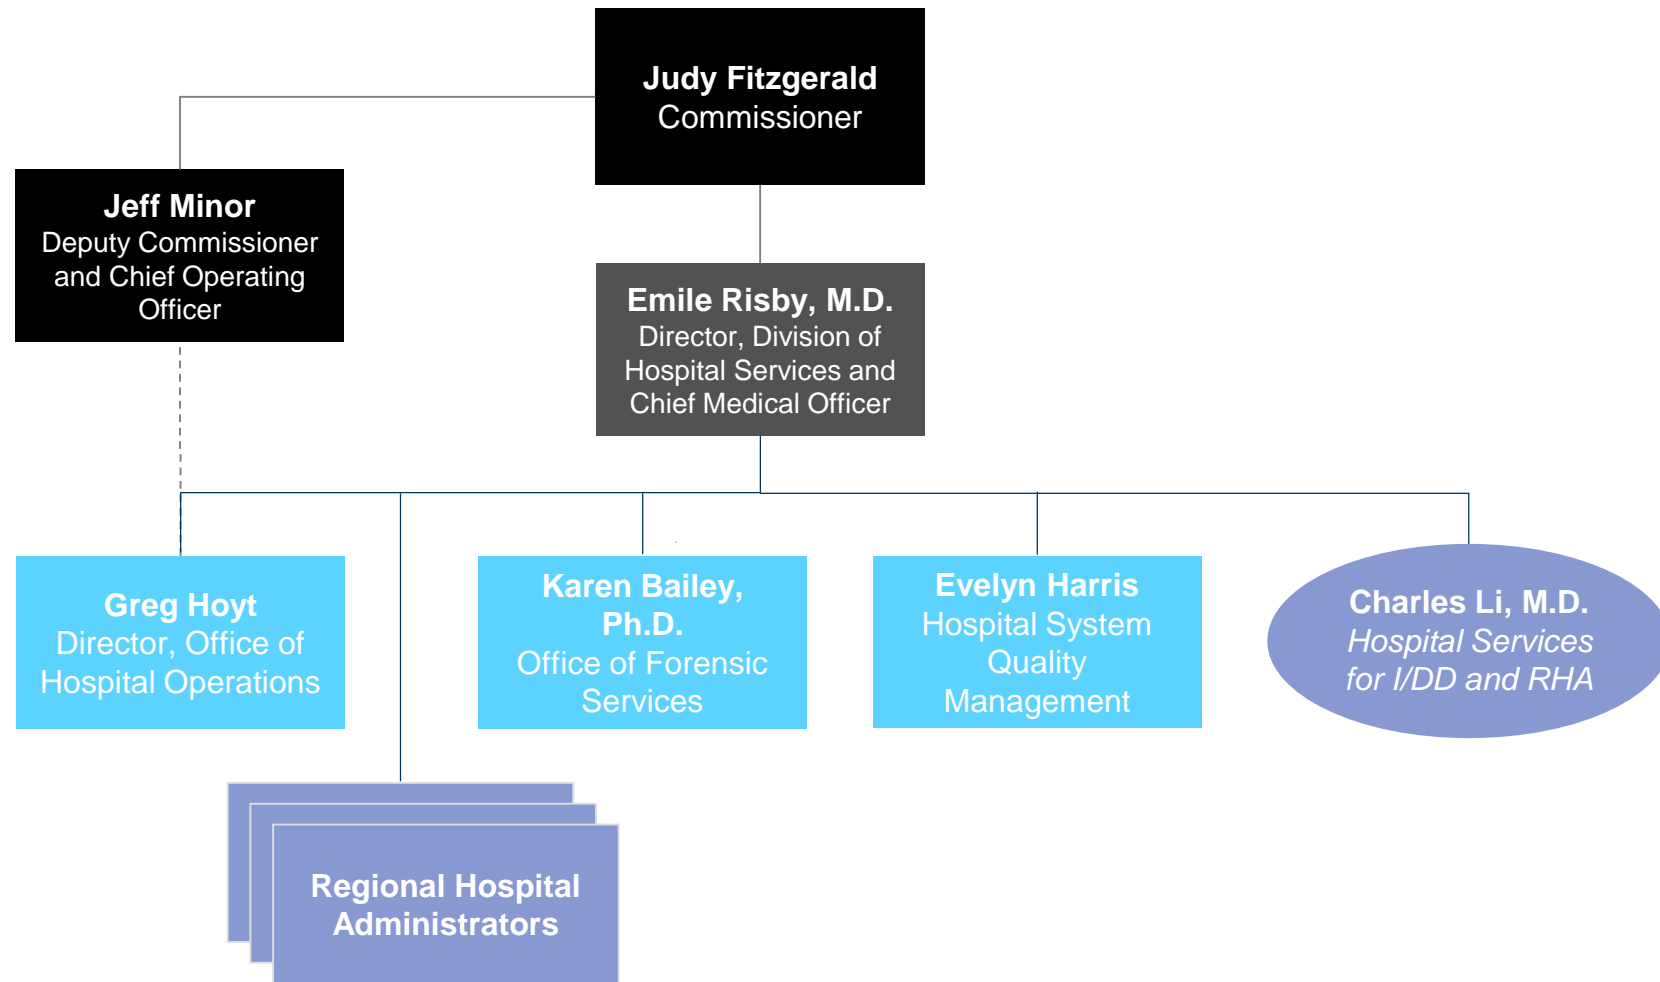 Judy Fitzgerald
Commissioner
Jeff Minor
Deputy Commissioner
and Chief Operating
Officer
Emile Risby, M.D.
Director, Division of
Hospital Services and
Chief Medical Officer
Greg Hoyt
Director, Office of
Hospital Operations
Karen Bailey,
Ph.D.
Office of Forensic
Services
Evelyn Harris
Hospital System
Quality
Management
Charles Li, M.D.
Hospital Services
for I/DD and RHA
Regional Hospital
Administrators